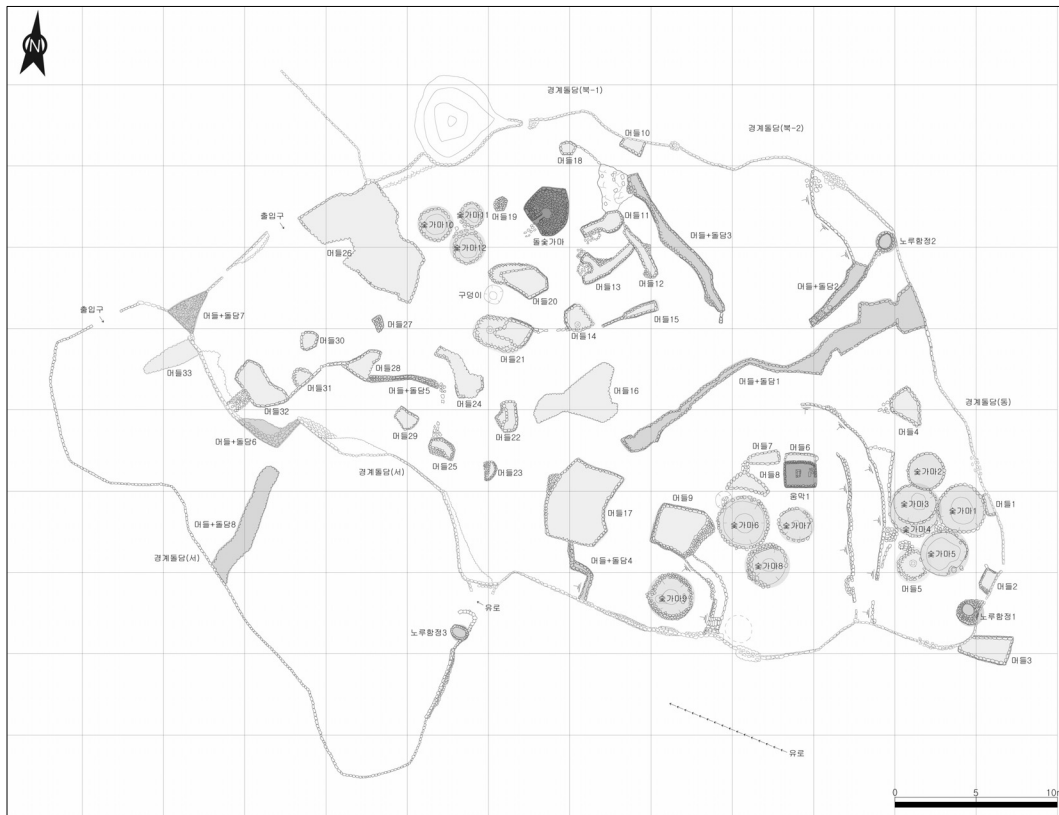 N
경계돌담(북-1)
경계돌담(북-2)
머들10
머들18
출입구
숯가마10
숯가마11
숯가마12
머들19
돌숯가마
머들11
머들+돌담3
노루함정2
머들26
머들13
머들12
머들+돌담2
구덩이
머들20
출입구
머들+돌담7
머들27
머들14
머들15
머들21
머들30
머들33
머들28
머들31
머들+돌담5
머들24
머들16
머들+돌담1
머들32
머들29
머들22
경계돌담(동)
머들4
머들+돌담6
머들25
머들7
머들6
경계돌담(서)
머들23
머들8
움막1
숯가마2
머들17
머들9
숯가마3
숯가마1
머들1
머들+돌담8
숯가마6
숯가마7
숯가마4
경계돌담(서)
머들+돌담4
숯가마8
숯가마5
머들5
머들2
숯가마9
유로
노루함정3
노루함정1
머들3
유로
0 5 10m